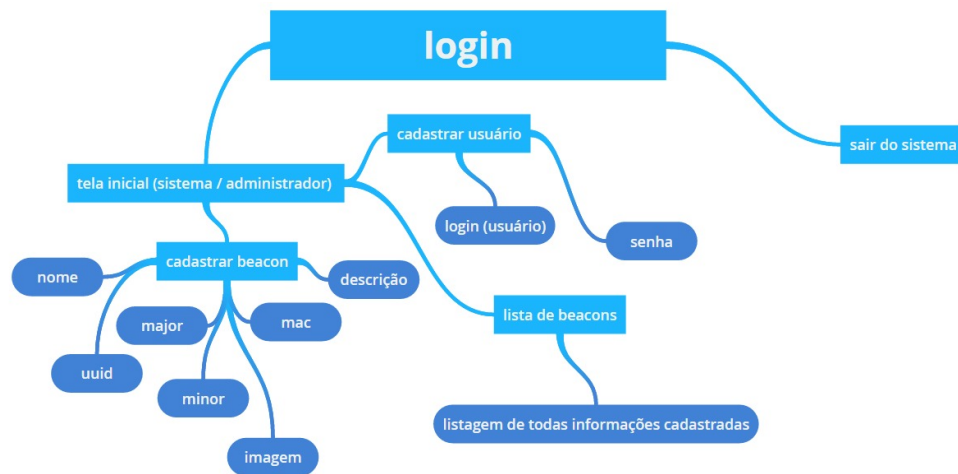 login
cadastrar usuário
sair do sistema
tela inicial (sistema / administrador)
login (usuário)
senha
cadastrar beacon
nome
descrição
lista de beacons
major
mac
uuid
minor
listagem de todas informações cadastradas
imagem